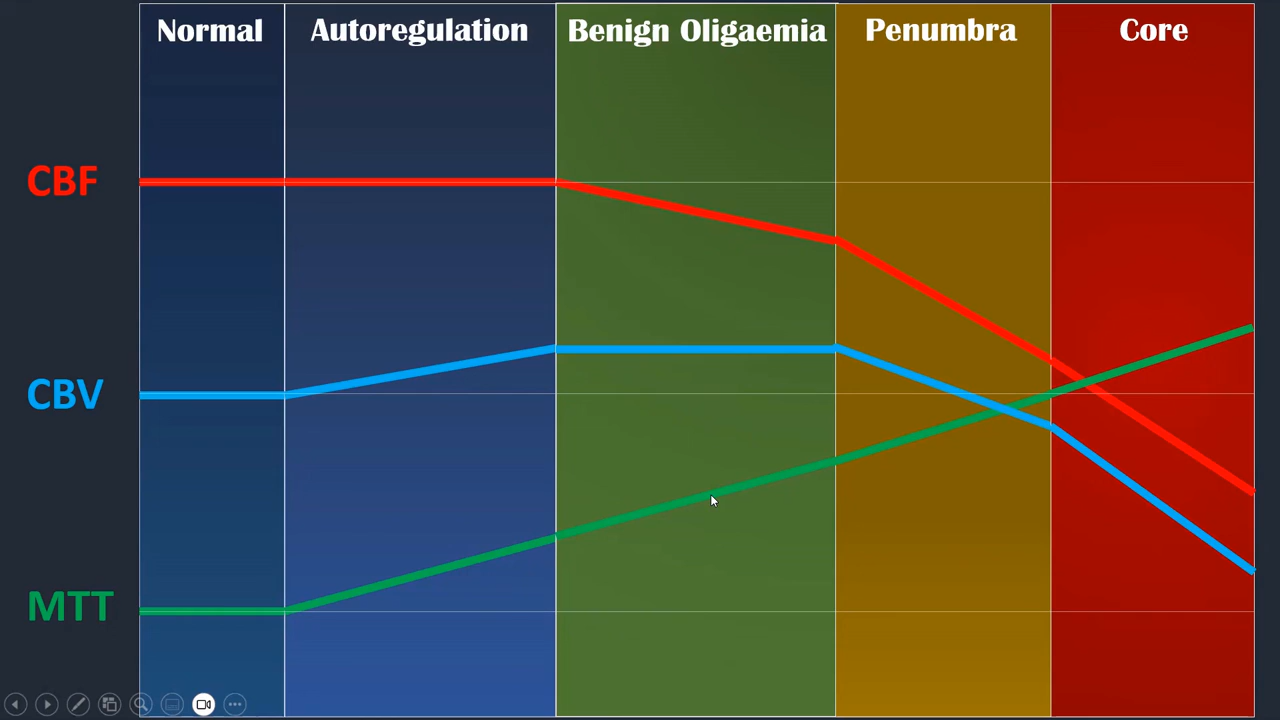 Normal
Autoregulation
Benign Oligaemia
Penumbra
Core
CBF
CBV
MTT